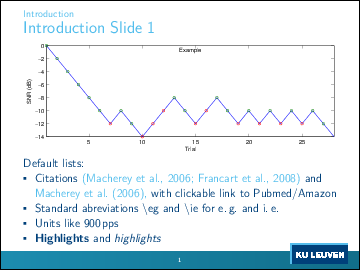 Introduction
Introduction Slide 1
Example
SNR (dB)
0
−2
−4
−6
−8
−10
−12
−14
5 10 15 20 25
Trial
Default lists:
▪ Citations (Macherey et al., 2006; Francart et al., 2008) and
Macherey et al. (2006), with clickable link to Pubmed/Amazon
▪ Standard abreviations \eg and \ie for e. g. and i. e.
▪ Units like 900 pps
▪ Highlights and highlights
1
KU LEUVEN